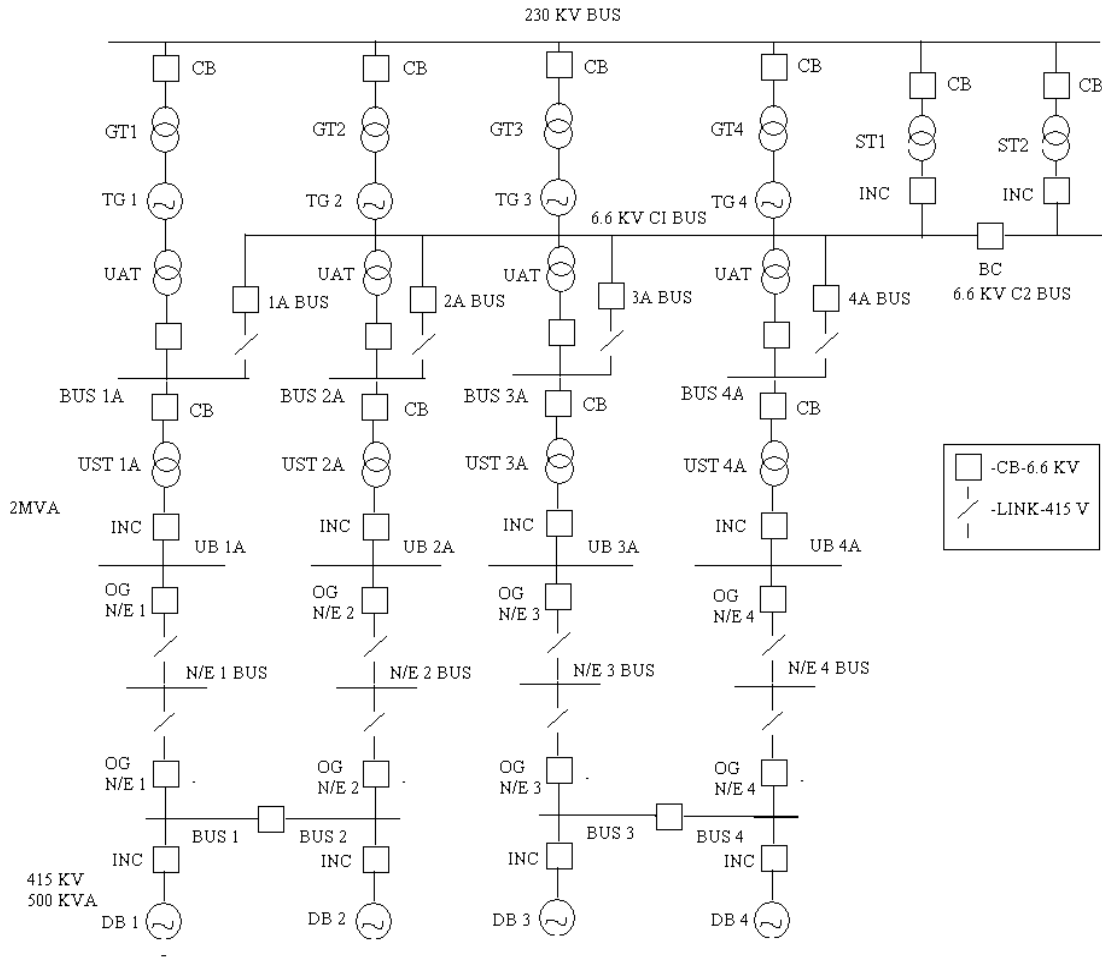 230 KV BUS
CB CB CB CB CB CB
GT1 GT2 GT3 GT4 ST1 ST2
TG 1 TG 2 TG 3 TG 4 INC INC
6.6 KV CI BUS
UAT UAT UAT UAT BC
1A BUS 2A BUS 3A BUS 4A BUS 6.6 KV C2 BUS
BUS 1A BUS 2A BUS 3A BUS 4A
CB CB CB CB
UST 1A UST 2A UST 3A UST 4A
-CB-6.6 KV
2MVA
-LINK-415 V
INC INC INC INC
UB 1A UB 2A UB 3A UB 4A
OG OG OG OG
N/E 1 N/E 2 N/E 3 N/E 4
N/E 1 BUS N/E 2 BUS N/E 3 BUS N/E 4 BUS
OG OG OG OG
N/E 1 N/E 2 N/E 3 N/E 4
BUS 1 BUS 2 BUS 3 BUS 4
INC INC INC INC
415 KV
500 KVA
DB 1 DB 2 DB 3 DB 4